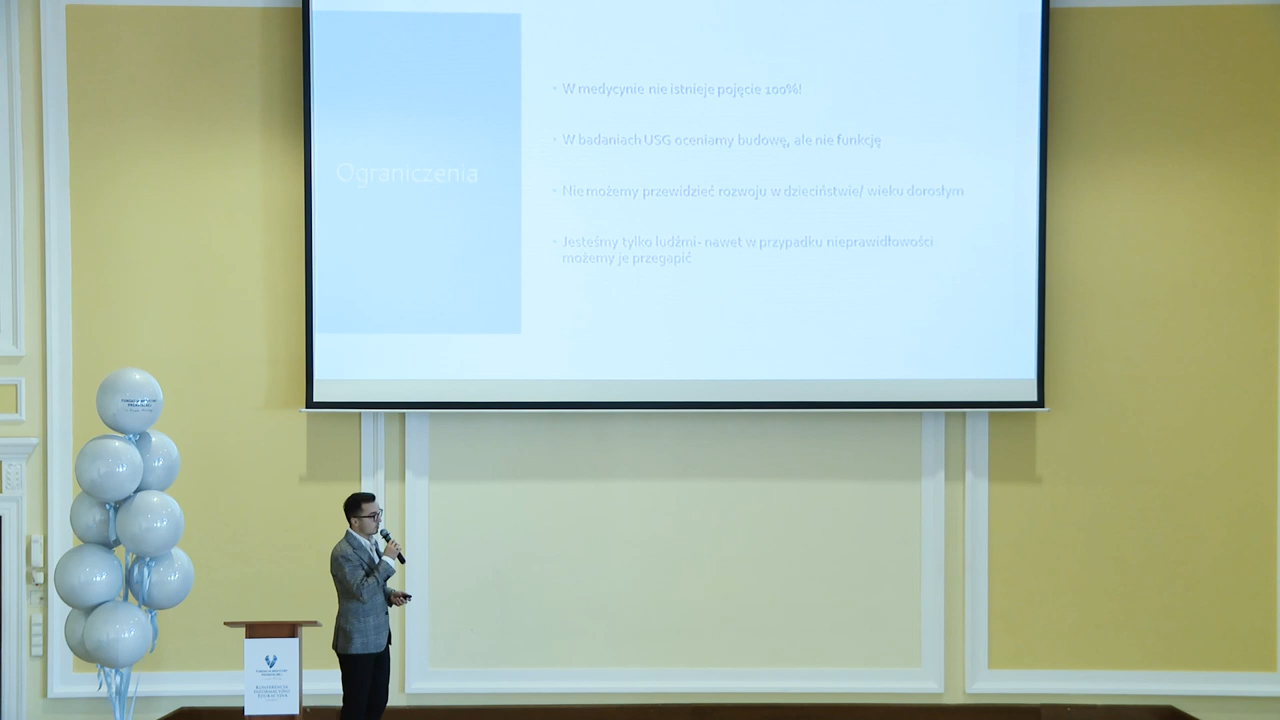 Ograniczenia
• W medycynie nie istnieje pojęcie 100%!
• W badaniach USG oceniamy budowę, ale nie funkcję
• Nie możemy przewidzieć rozwoju w dzieciństwie/ wieku dorosłym
• Jesteśmy tylko ludźmi- nawet w przypadku nieprawidłowości
możemy je przegapić
KONFERENCJA